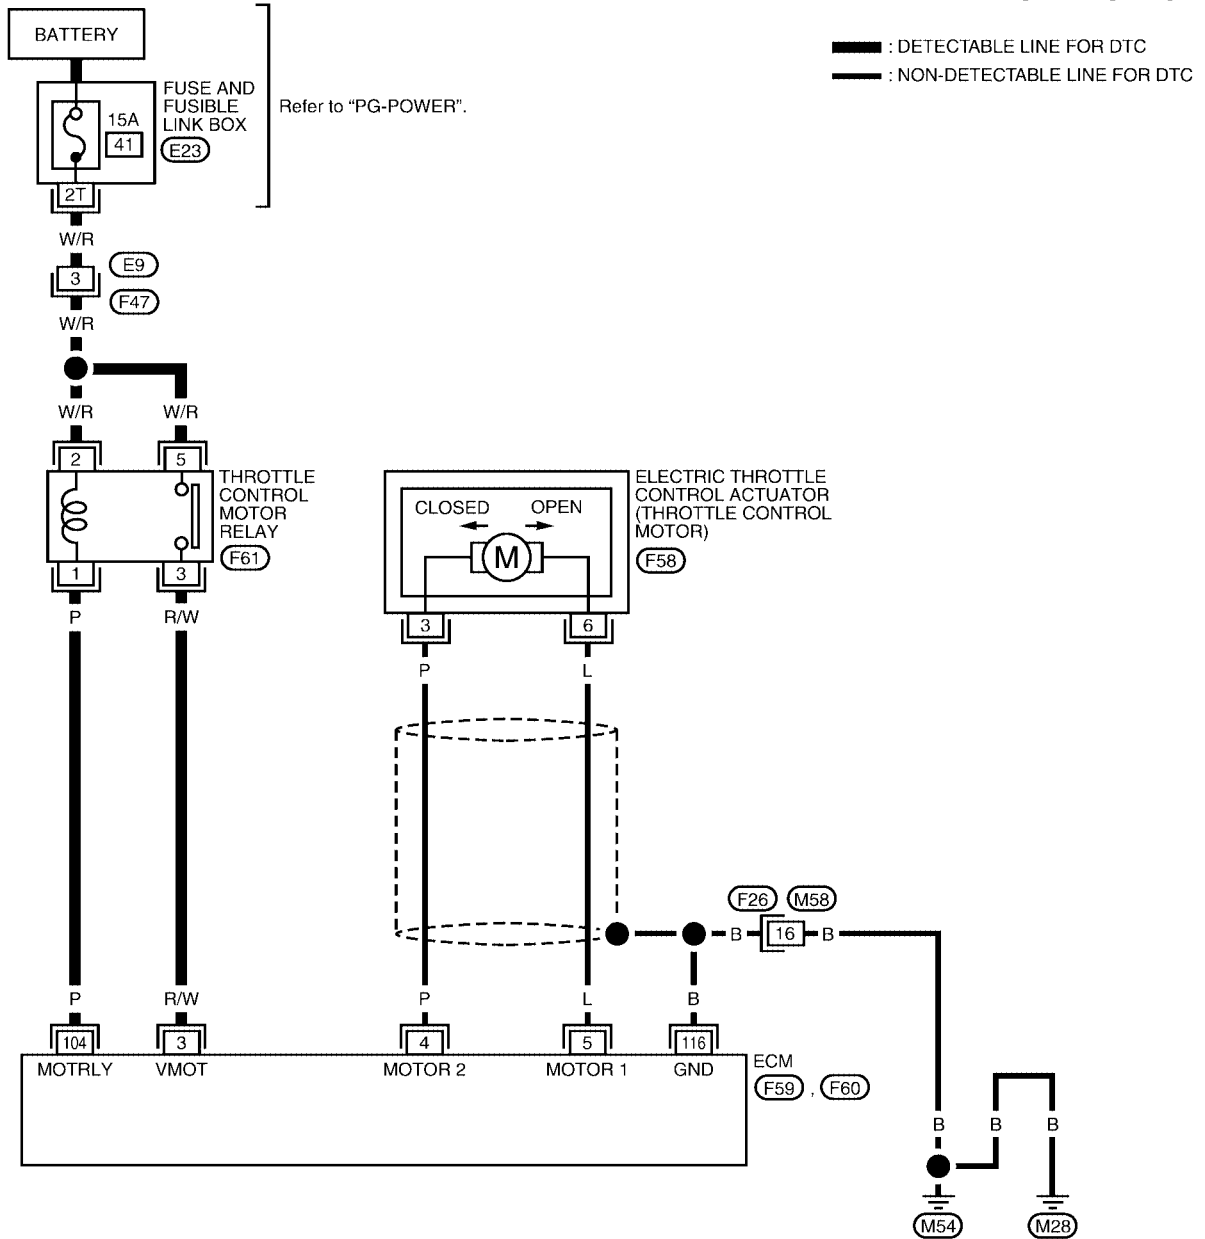 BATTERY
: DETECTABLE LINE FOR DTC
: NON-DETECTABLE LINE FOR DTC
FUSE AND
FUSIBLE
LINK BOX
E23
Refer to “PG-POWER”.
15A
41
2T
W/R
3
E9
F47
W/R
W/R
W/R
2
5
THROTTLE
CONTROL
MOTOR
RELAY
F61
1
3
P
R/W
CLOSED
OPEN
M
ELECTRIC THROTTLE
CONTROL ACTUATOR
(THROTTLE CONTROL
MOTOR)
F58
3
6
P
L
F26
M58
B
16
B
P
R/W
P
L
B
104
3
4
5
116
MOTRLY
VMOT
MOTOR 2
MOTOR 1
GND
ECM
F59 , F60
B
B
B
M54
M28